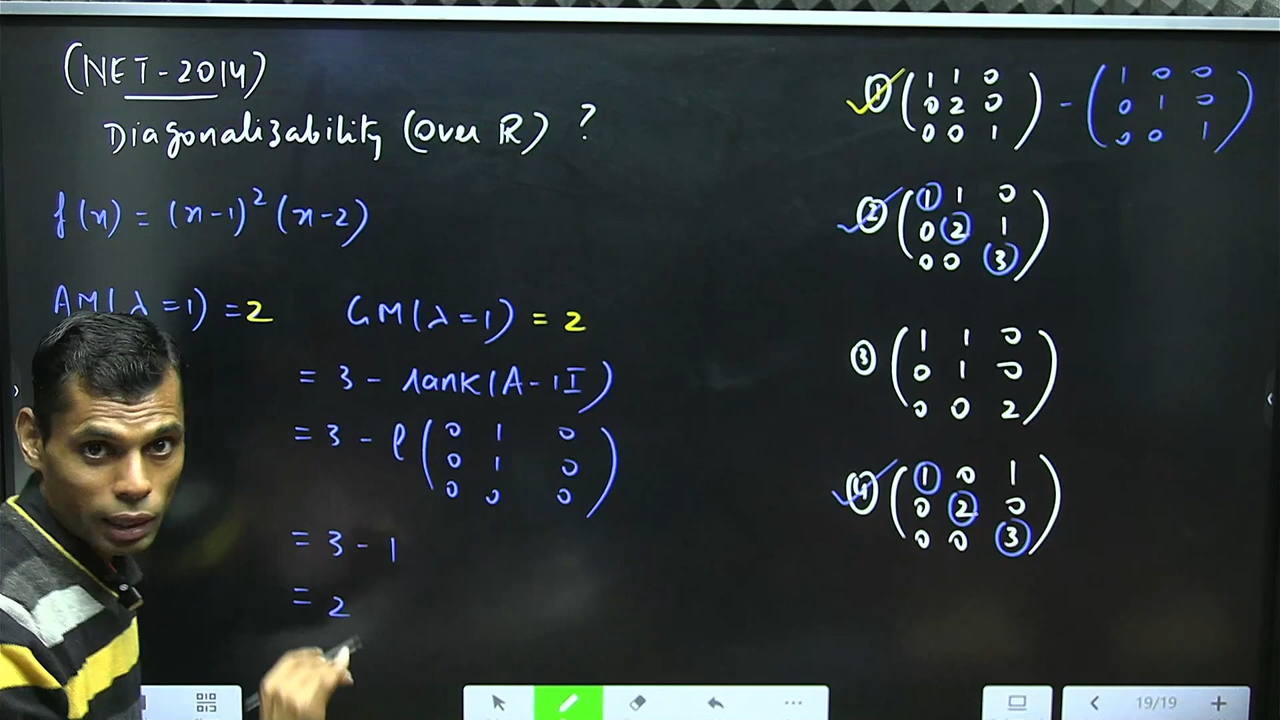 (NET-2014)
Diagonalizability (over ℝ) ?
f(x) = (x-1)² (x-2)
AM(λ=1) = 2 GM(λ=1) = 2
= 3 - rank(A-1I)
= 3 - ρ ( 0 1 0
0 1 0
0 0 0 )
= 3 - 1
= 2
① ( 1 1 0
0 2 0
0 0 1 ) - ( 1 0 0
0 1 0
0 0 1 )
② ( 1 1 0
0 2 1
0 0 3 )
③ ( 1 1 0
0 1 0
0 0 2 )
④ ( 1 0 1
0 2 0
0 0 3 )
19/19